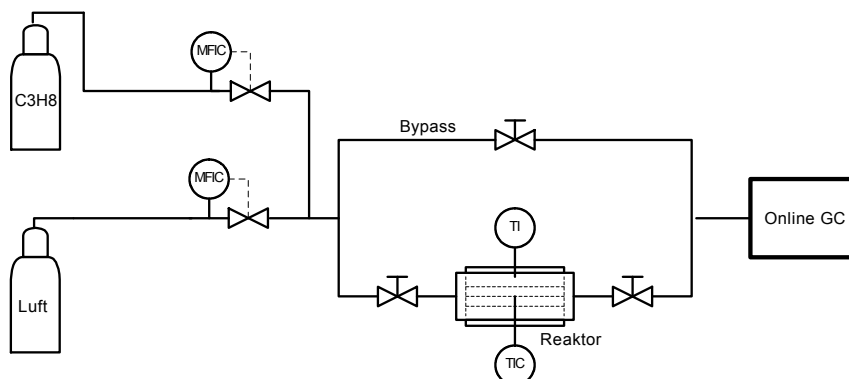 MFIC
C3H8
Bypass
MFIC
TI
Online GC
Luft
Reaktor
TIC